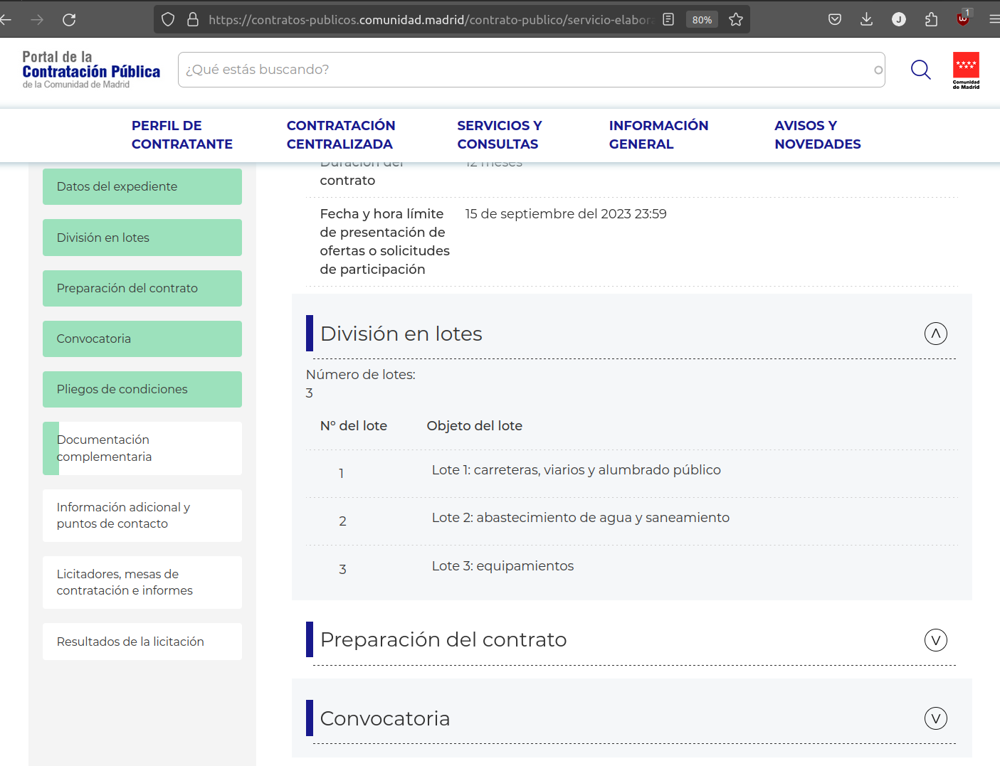 https://contratos-publicos.comunidad.madrid/contrato-publico/servicio-elabora
80%
J
1
Portal de la
Contratación Pública
de la Comunidad de Madrid
¿Qué estás buscando?
Comunidad
de Madrid
PERFIL DE
CONTRATANTE
CONTRATACIÓN
CENTRALIZADA
SERVICIOS Y
CONSULTAS
INFORMACIÓN
GENERAL
AVISOS Y
NOVEDADES
Datos del expediente
División en lotes
Preparación del contrato
Convocatoria
Pliegos de condiciones
Documentación
complementaria
Información adicional y
puntos de contacto
Licitadores, mesas de
contratación e informes
Resultados de la licitación
Duración del 12 meses
contrato
Fecha y hora límite 15 de septiembre del 2023 23:59
de presentación de
ofertas o solicitudes
de participación
División en lotes
Número de lotes:
3
Nº del lote Objeto del lote
1 Lote 1: carreteras, viarios y alumbrado público
2 Lote 2: abastecimiento de agua y saneamiento
3 Lote 3: equipamientos
Preparación del contrato
Convocatoria